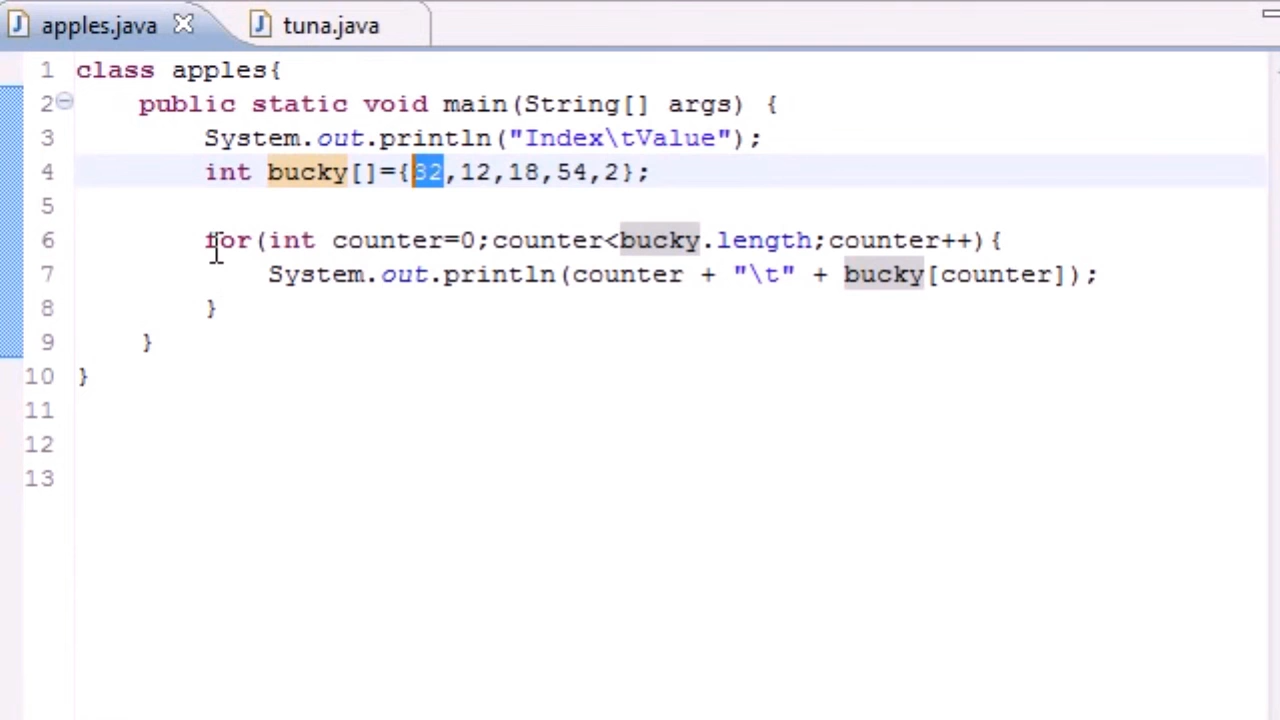 apples.java tuna.java
1 class apples{
2 public static void main(String[] args) {
3 System.out.println("Index\tValue");
4 int bucky[]={32,12,18,54,2};
5
6 for(int counter=0;counter<bucky.length;counter++){
7 System.out.println(counter + "\t" + bucky[counter]);
8 }
9 }
10 }
11
12
13